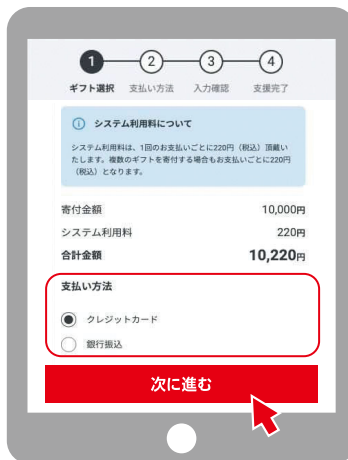 1 2 3 4
ギフト選択 支払い方法 入力確認 支援完了
システム利用料について
システム利用料は、1回のお支払いごとに220円（税込）頂戴い
たします。複数のギフトを寄付する場合もお支払いごとに220円
（税込）となります。
寄付金額 10,000円
システム利用料 220円
合計金額 10,220円
支払い方法
クレジットカード
銀行振込
次に進む